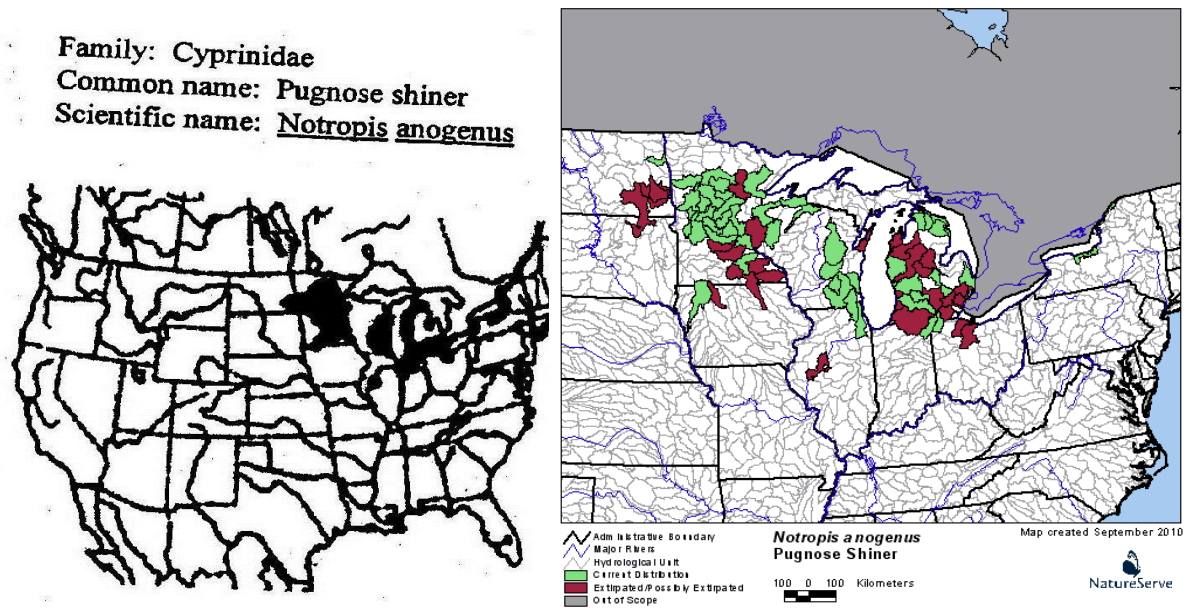 Family: Cyprinidae
Common name: Pugnose shiner
Scientific name: Notropis anogenus
Administrative Boundary
Major Rivers
Hydrological Unit
Current Distribution
Extirpated/Possibly Extirpated
Out of Scope
Notropis anogenus
Pugnose Shiner
100 0 100 Kilometers
Map created September 2010
NatureServe